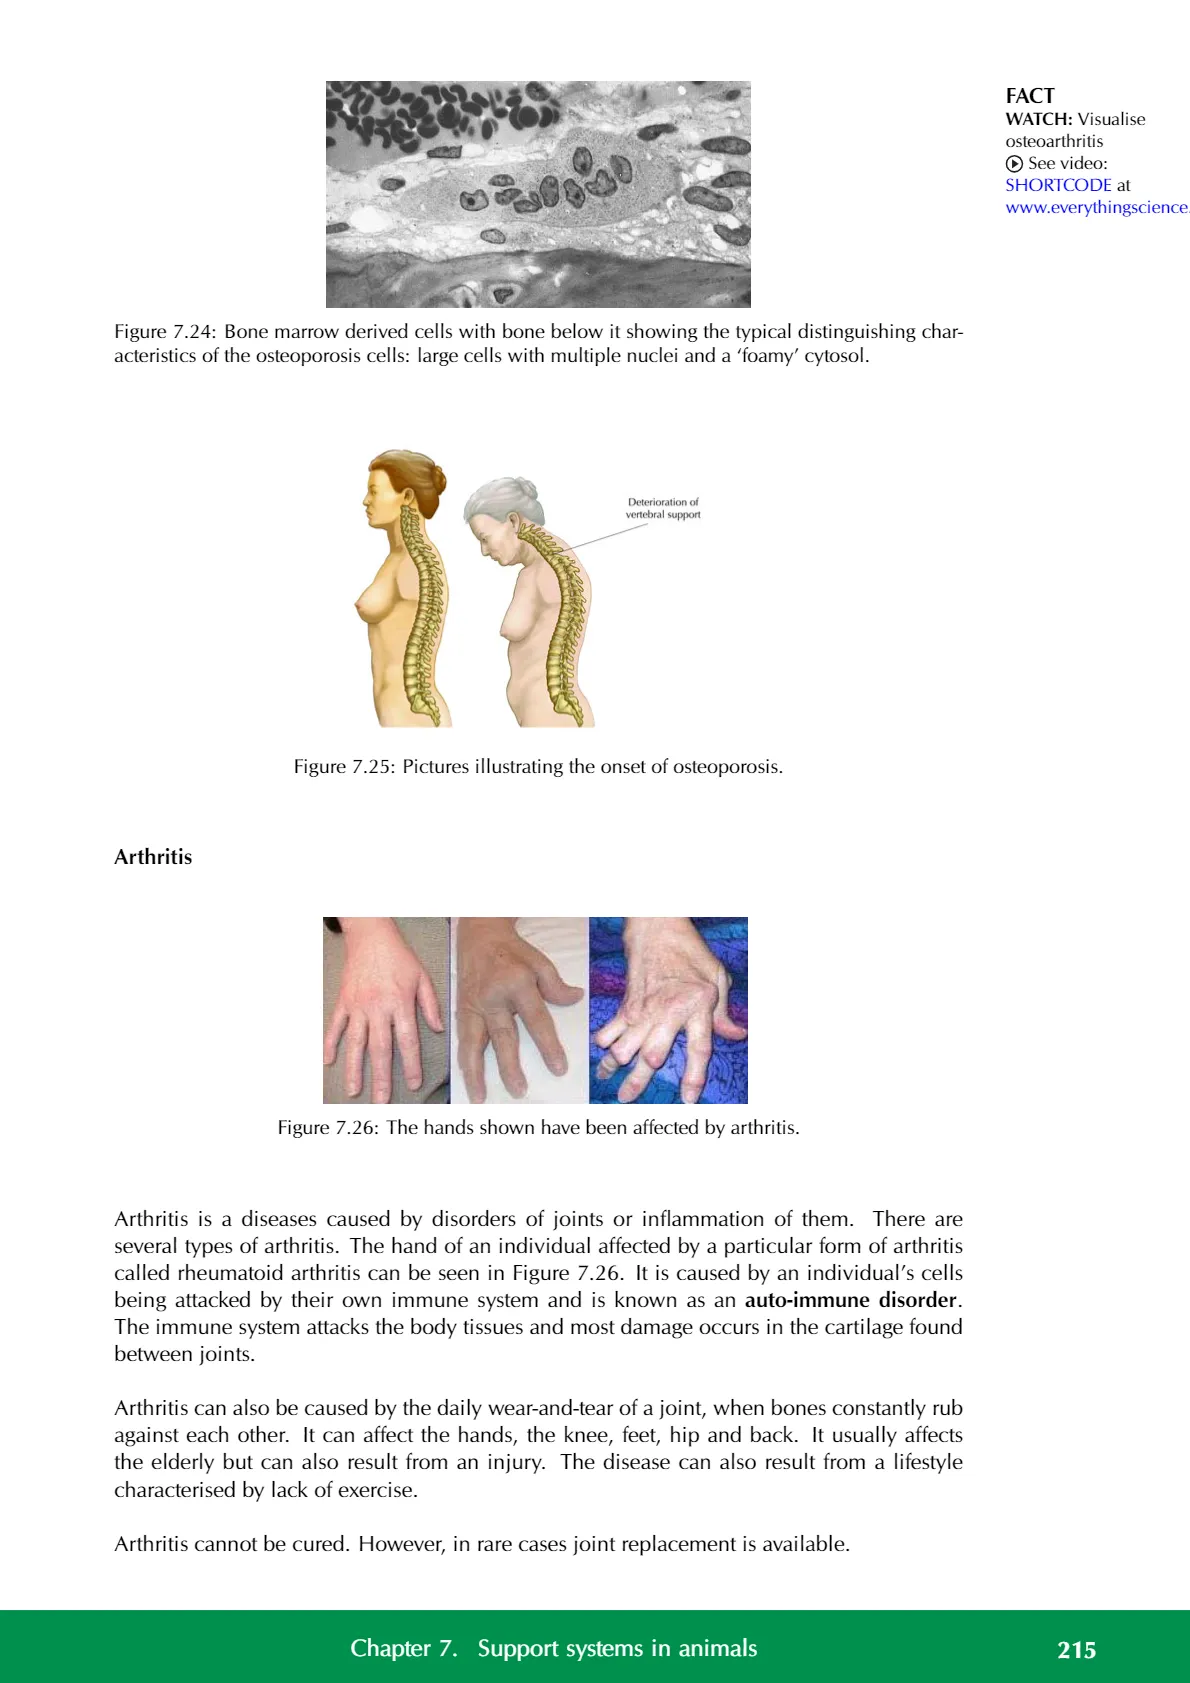 FACT
WATCH: Visualise
osteoarthritis
See video:
SHORTCODE at
www.everythingscience.
Figure 7.24: Bone marrow derived cells with bone below it showing the typical distinguishing char-
acteristics of the osteoporosis cells: large cells with multiple nuclei and a ‘foamy’ cytosol.
Deterioration of
vertebral support
Figure 7.25: Pictures illustrating the onset of osteoporosis.
Arthritis
Figure 7.26: The hands shown have been affected by arthritis.
Arthritis is a diseases caused by disorders of joints or inflammation of them. There are
several types of arthritis. The hand of an individual affected by a particular form of arthritis
called rheumatoid arthritis can be seen in Figure 7.26. It is caused by an individual’s cells
being attacked by their own immune system and is known as an auto-immune disorder.
The immune system attacks the body tissues and most damage occurs in the cartilage found
between joints.
Arthritis can also be caused by the daily wear-and-tear of a joint, when bones constantly rub
against each other. It can affect the hands, the knee, feet, hip and back. It usually affects
the elderly but can also result from an injury. The disease can also result from a lifestyle
characterised by lack of exercise.
Arthritis cannot be cured. However, in rare cases joint replacement is available.
Chapter 7. Support systems in animals
215